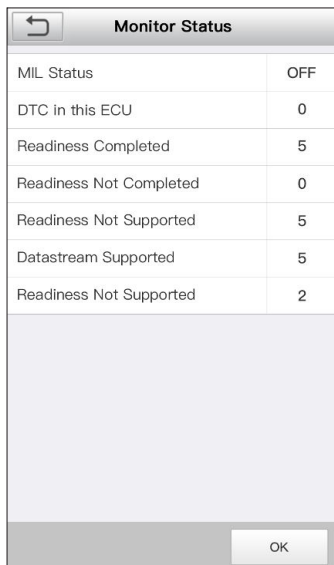 Monitor Status
MIL Status OFF
DTC in this ECU 0
Readiness Completed 5
Readiness Not Completed 0
Readiness Not Supported 5
Datastream Supported 5
Readiness Not Supported 2
OK